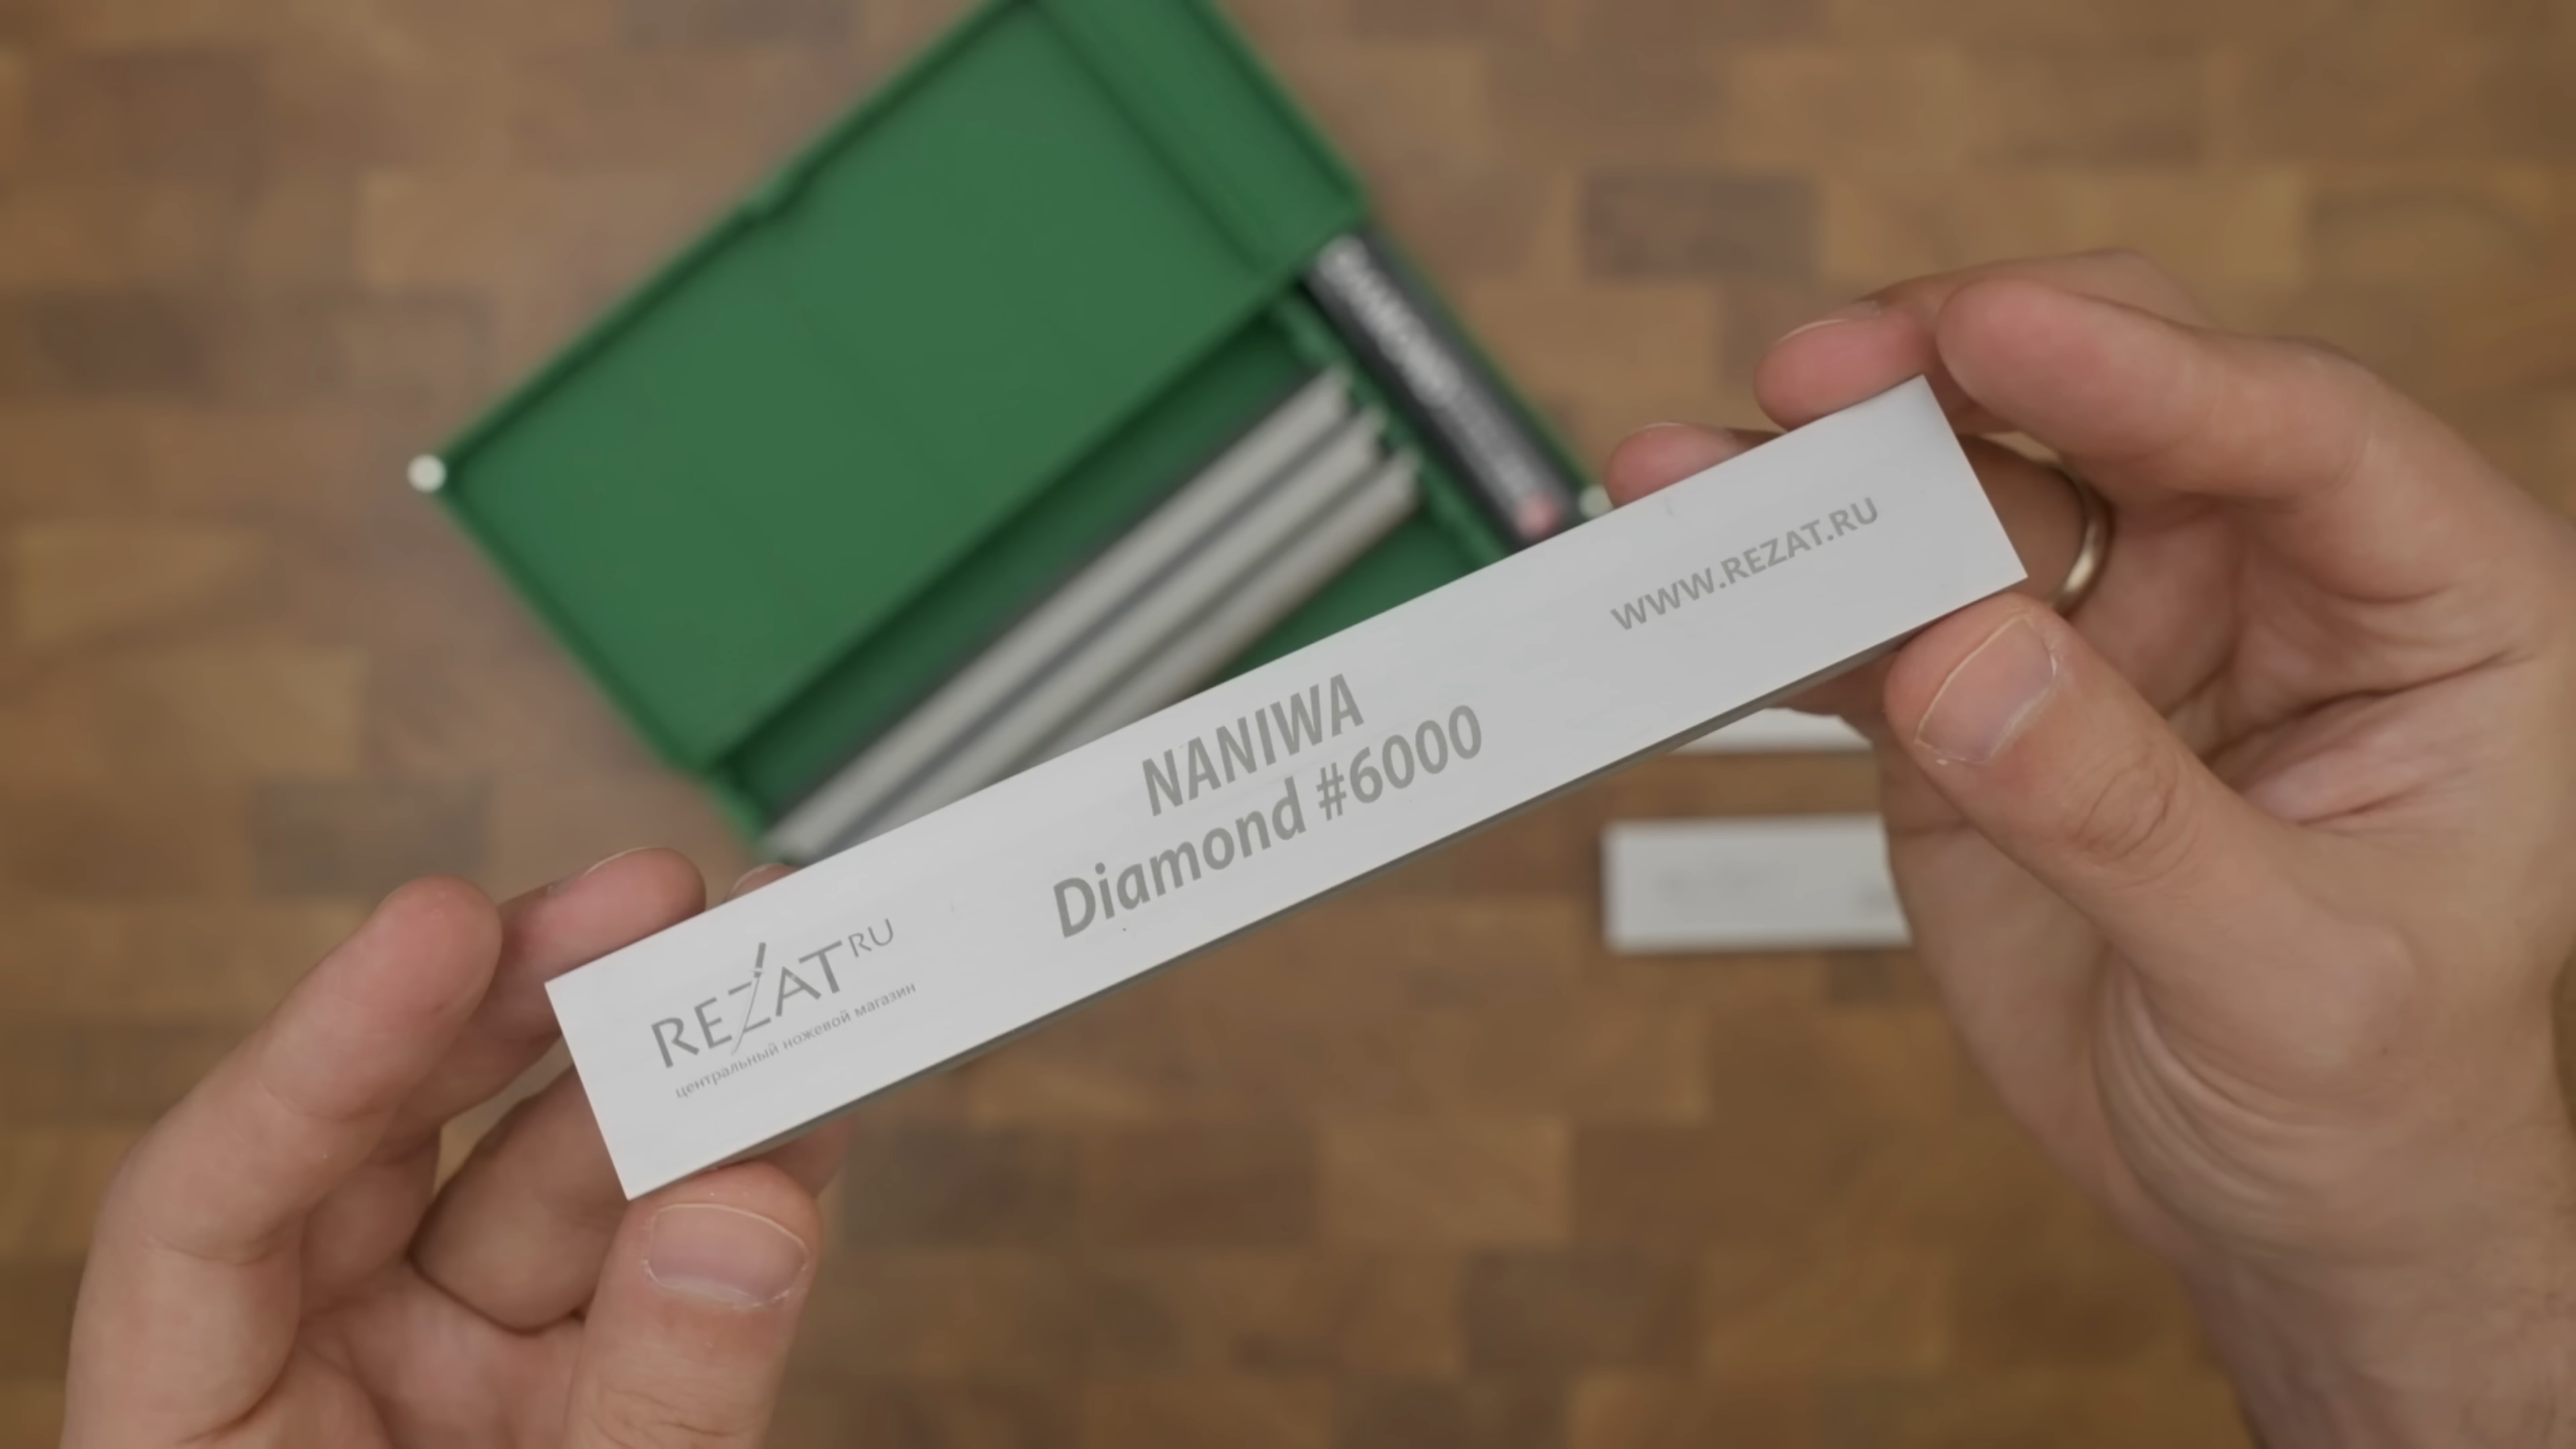 REZAT RU
центральный ножевой магазин
NANIWA
Diamond #6000
WWW.REZAT.RU